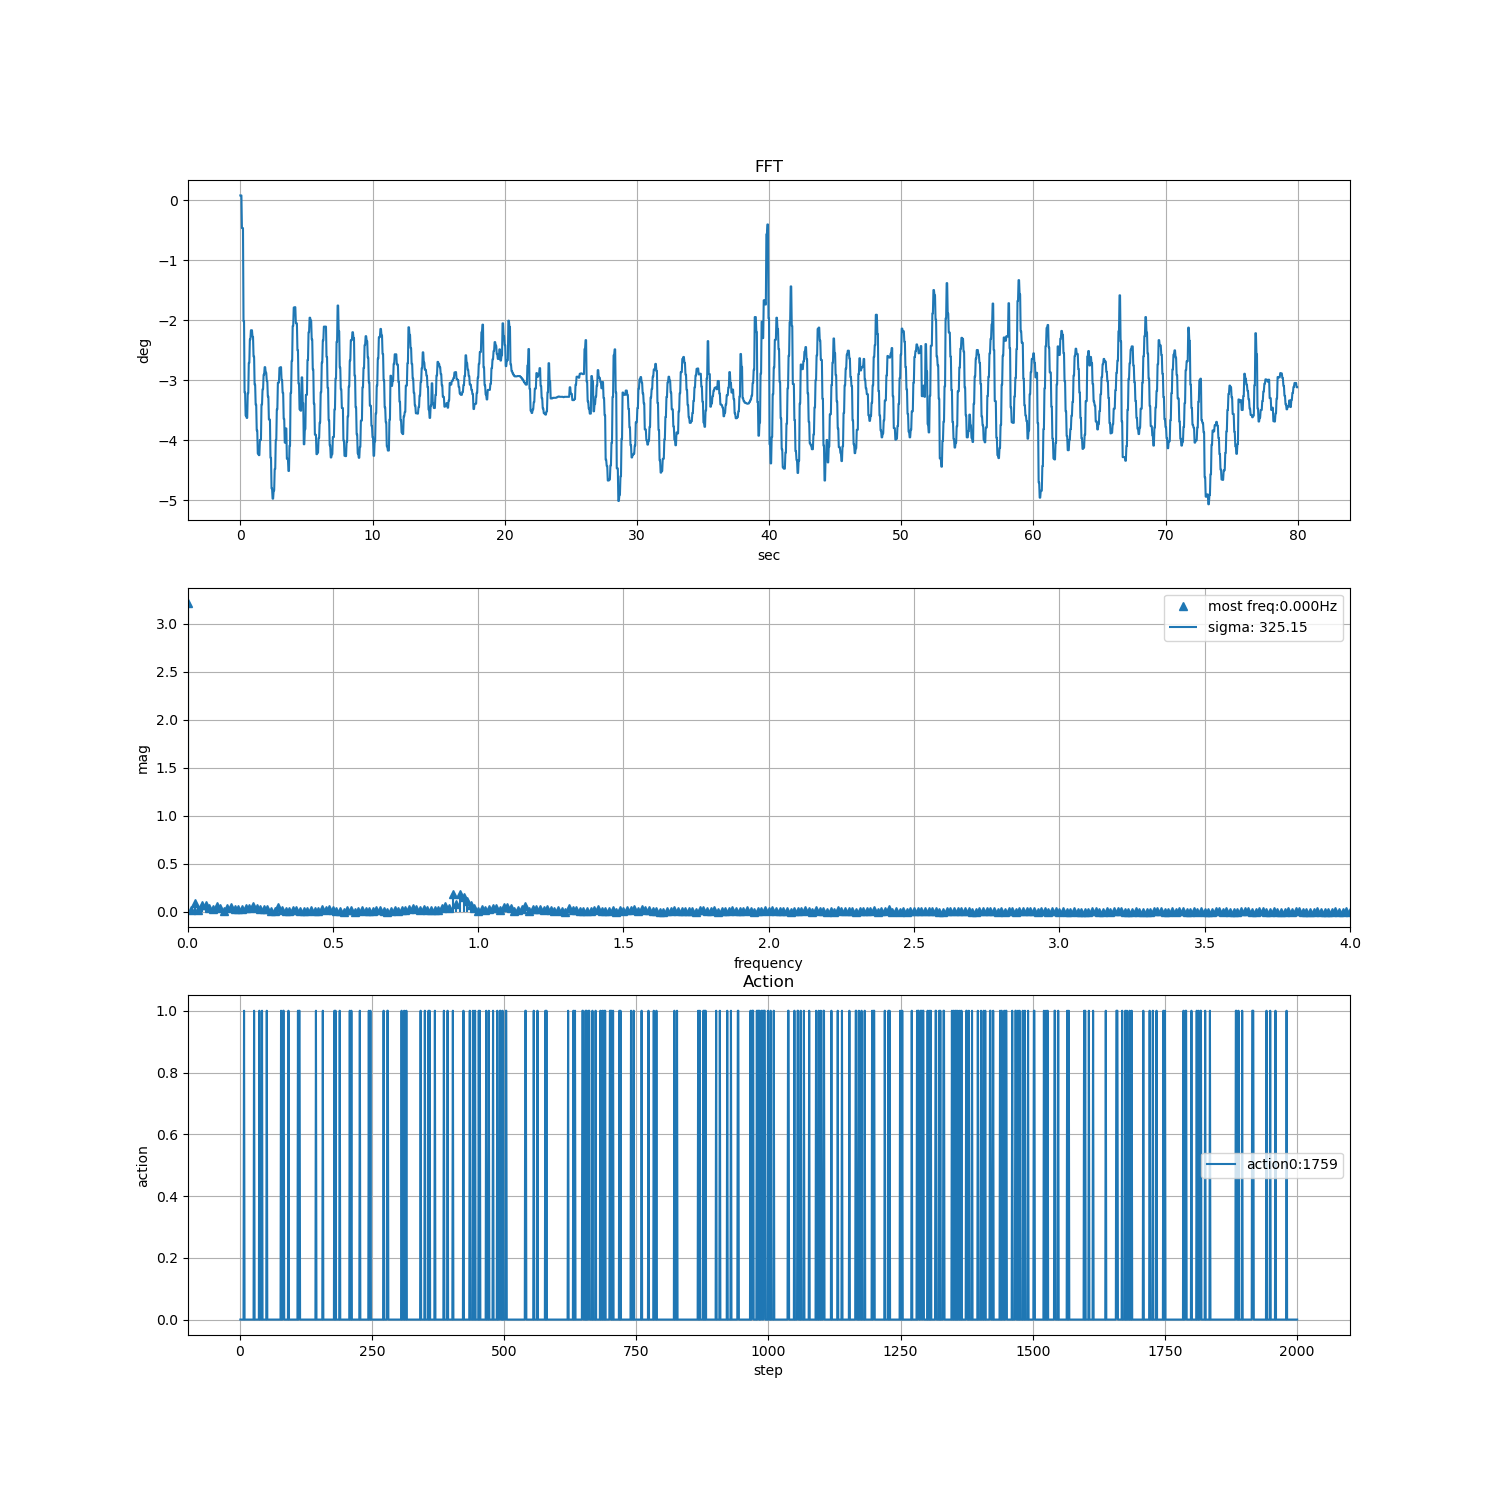 FFT
0
−1
−2
−3
−4
−5
deg
0 10 20 30 40 50 60 70 80
sec
most freq:0.000Hz
sigma: 325.15
3.0
2.5
2.0
1.5
1.0
0.5
0.0
mag
0.0 0.5 1.0 1.5 2.0 2.5 3.0 3.5 4.0
frequency
Action
1.0
0.8
0.6
0.4
0.2
0.0
action
action0:1759
0 250 500 750 1000 1250 1500 1750 2000
step